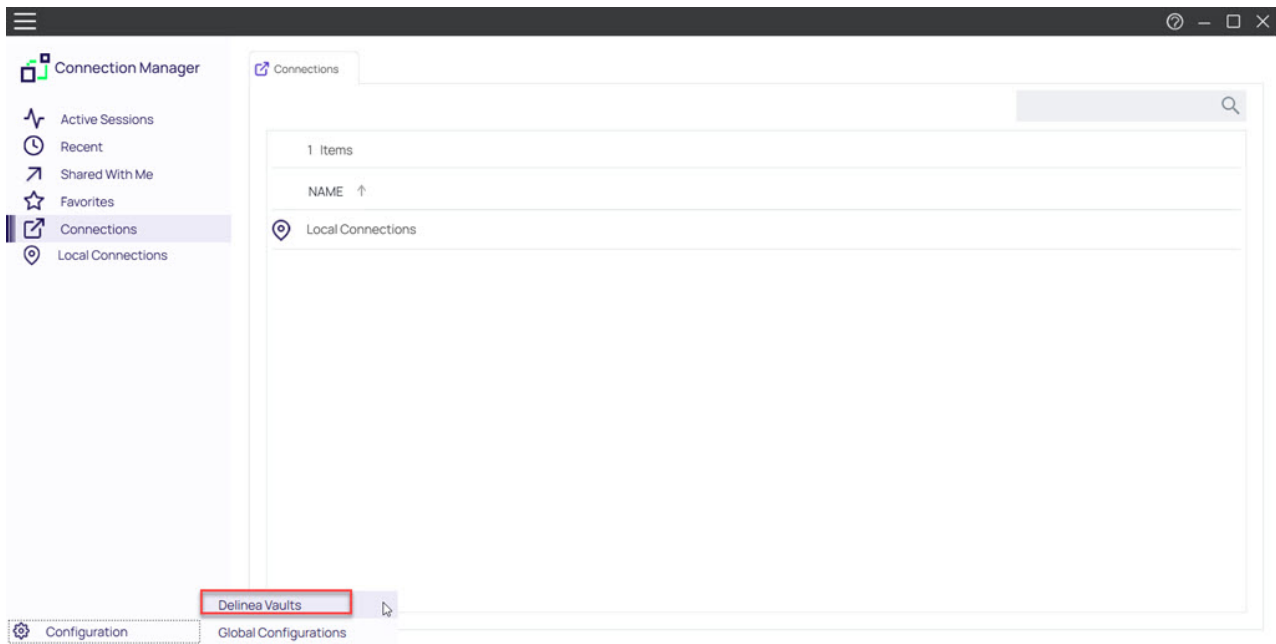 Connection Manager
Connections
Active Sessions
Recent
Shared With Me
Favorites
Connections
Local Connections
1 Items
NAME ↑
Local Connections
Delinea Vaults
Configuration
Global Configurations